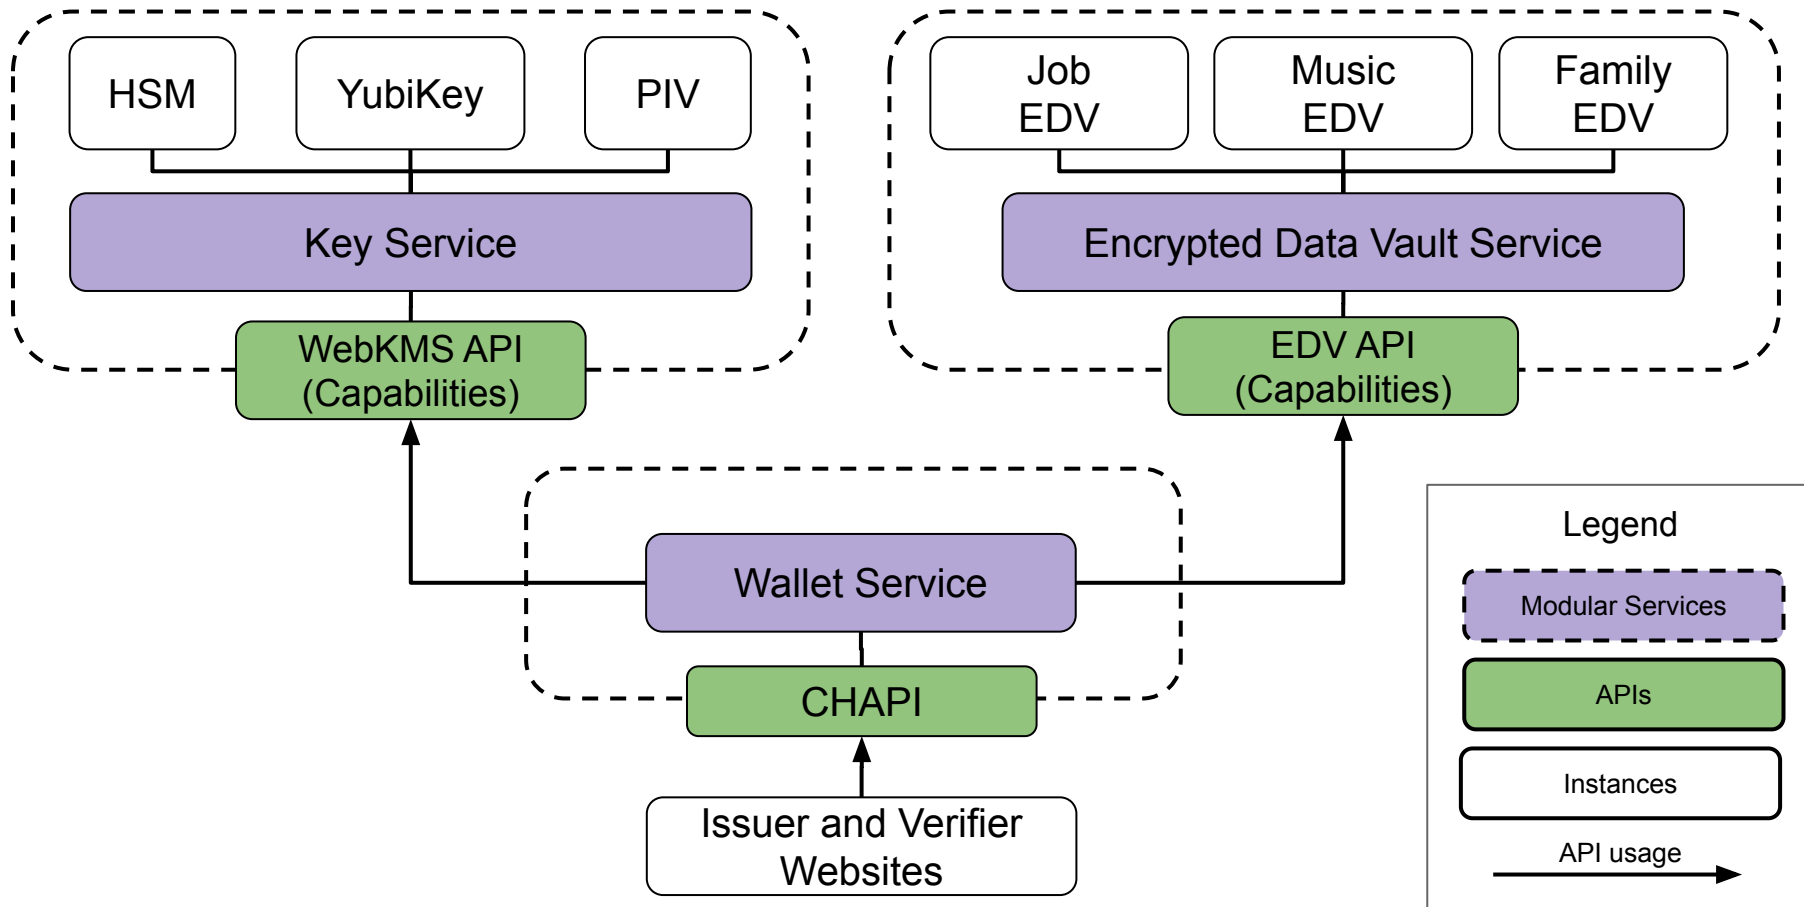 HSM
YubiKey
PIV
Job
EDV
Music
EDV
Family
EDV
Key Service
Encrypted Data Vault Service
WebKMS API
(Capabilities)
EDV API
(Capabilities)
Wallet Service
CHAPI
Issuer and Verifier
Websites
Legend
Modular Services
APIs
Instances
API usage